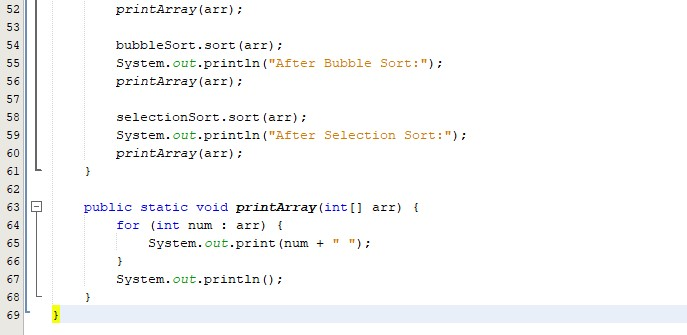 52 printArray(arr);
53
54 bubbleSort.sort(arr);
55 System.out.println("After Bubble Sort:");
56 printArray(arr);
57
58 selectionSort.sort(arr);
59 System.out.println("After Selection Sort:");
60 printArray(arr);
61 }
62
63 public static void printArray(int[] arr) {
64 for (int num : arr) {
65 System.out.print(num + " ");
66 }
67 System.out.println();
68 }
69 }